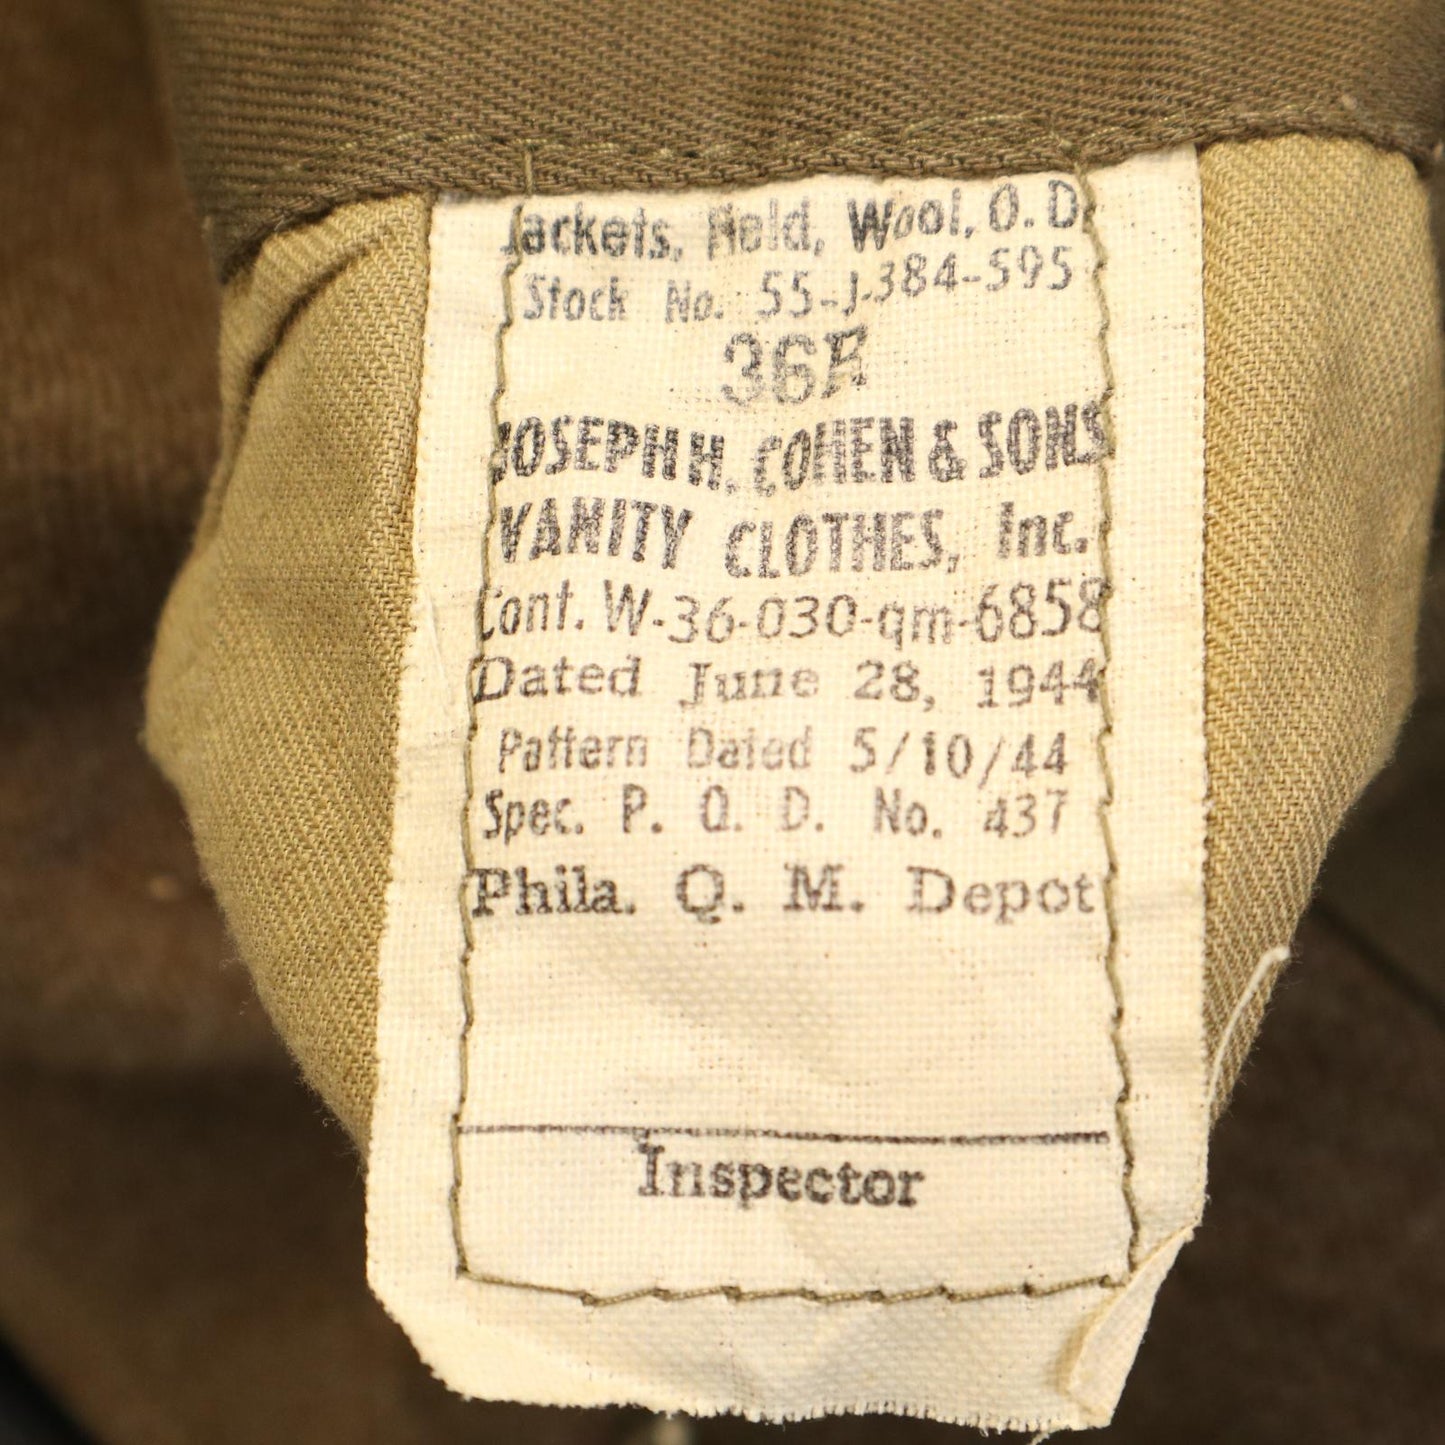 Jackets, Field, Wool, O.D.
Stock No. 55-J-384-595
36R
JOSEPH H. COHEN & SONS
VANITY CLOTHES, Inc.
Cont. W-36-030-qm-6858
Dated June 28, 1944
Pattern Dated 5/10/44
Spec. P. Q. D. No. 437
Phila. Q. M. Depot
Inspector